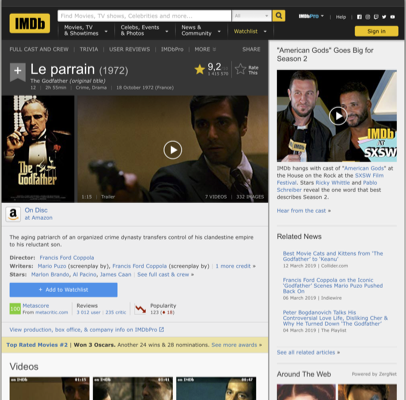 IMDb
Find Movies, TV shows, Celebrities and more...
All
IMDbPro
Help
Movies, TV
& Showtimes
Celebs, Events
& Photos
News &
Community
Watchlist
Sign in
FULL CAST AND CREW | TRIVIA | USER REVIEWS | IMDbPro | MORE
SHARE
Le parrain (1972)
The Godfather (original title)
12 | 2h 55min | Crime, Drama | 18 October 1972 (France)
9,2
Rate
This
The
Godfather
1:15 | Trailer
7 VIDEOS | 332 IMAGES
On Disc
at Amazon
The aging patriarch of an organized crime dynasty transfers control of his clandestine empire
to his reluctant son.
Director: Francis Ford Coppola
Writers: Mario Puzo (screenplay by), Francis Ford Coppola (screenplay by) | 1 more credit »
Stars: Marlon Brando, Al Pacino, James Caan | See full cast & crew »
+ Add to Watchlist
Metascore
From metacritic.com
Reviews
3 012 user | 235 critic
Popularity
123
View production, box office, & company info on IMDbPro
Top Rated Movies #2 | Won 3 Oscars. Another 24 wins & 28 nominations. See more awards »
Videos
IMDb
IMDb
IMDb
04:47
"American Gods" Goes Big for
Season 2
IMDb
at
SXSW
IMDb hangs with cast of "American Gods" at
the House on the Rock at the SXSW Film
Festival. Stars Ricky Whittle and Pablo
Schreiber reveal the one word that best
describes Season 2.
Hear from the cast »
Related News
Best Movie Cats and Kittens from 'The
Godfather' to 'Keanu'
12 March 2019 | Collider.com
Francis Ford Coppola on the Iconic
'Godfather' Scenes Mario Puzo Pushed
Back On
06 March 2019 | Indiewire
Peter Bogdanovich Talks His
Controversial Love Life, Disliking Cher &
Why He Turned Down 'The Godfather'
04 March 2019 | The Playlist
See all related articles »
Around The Web
Powered by ZergNet